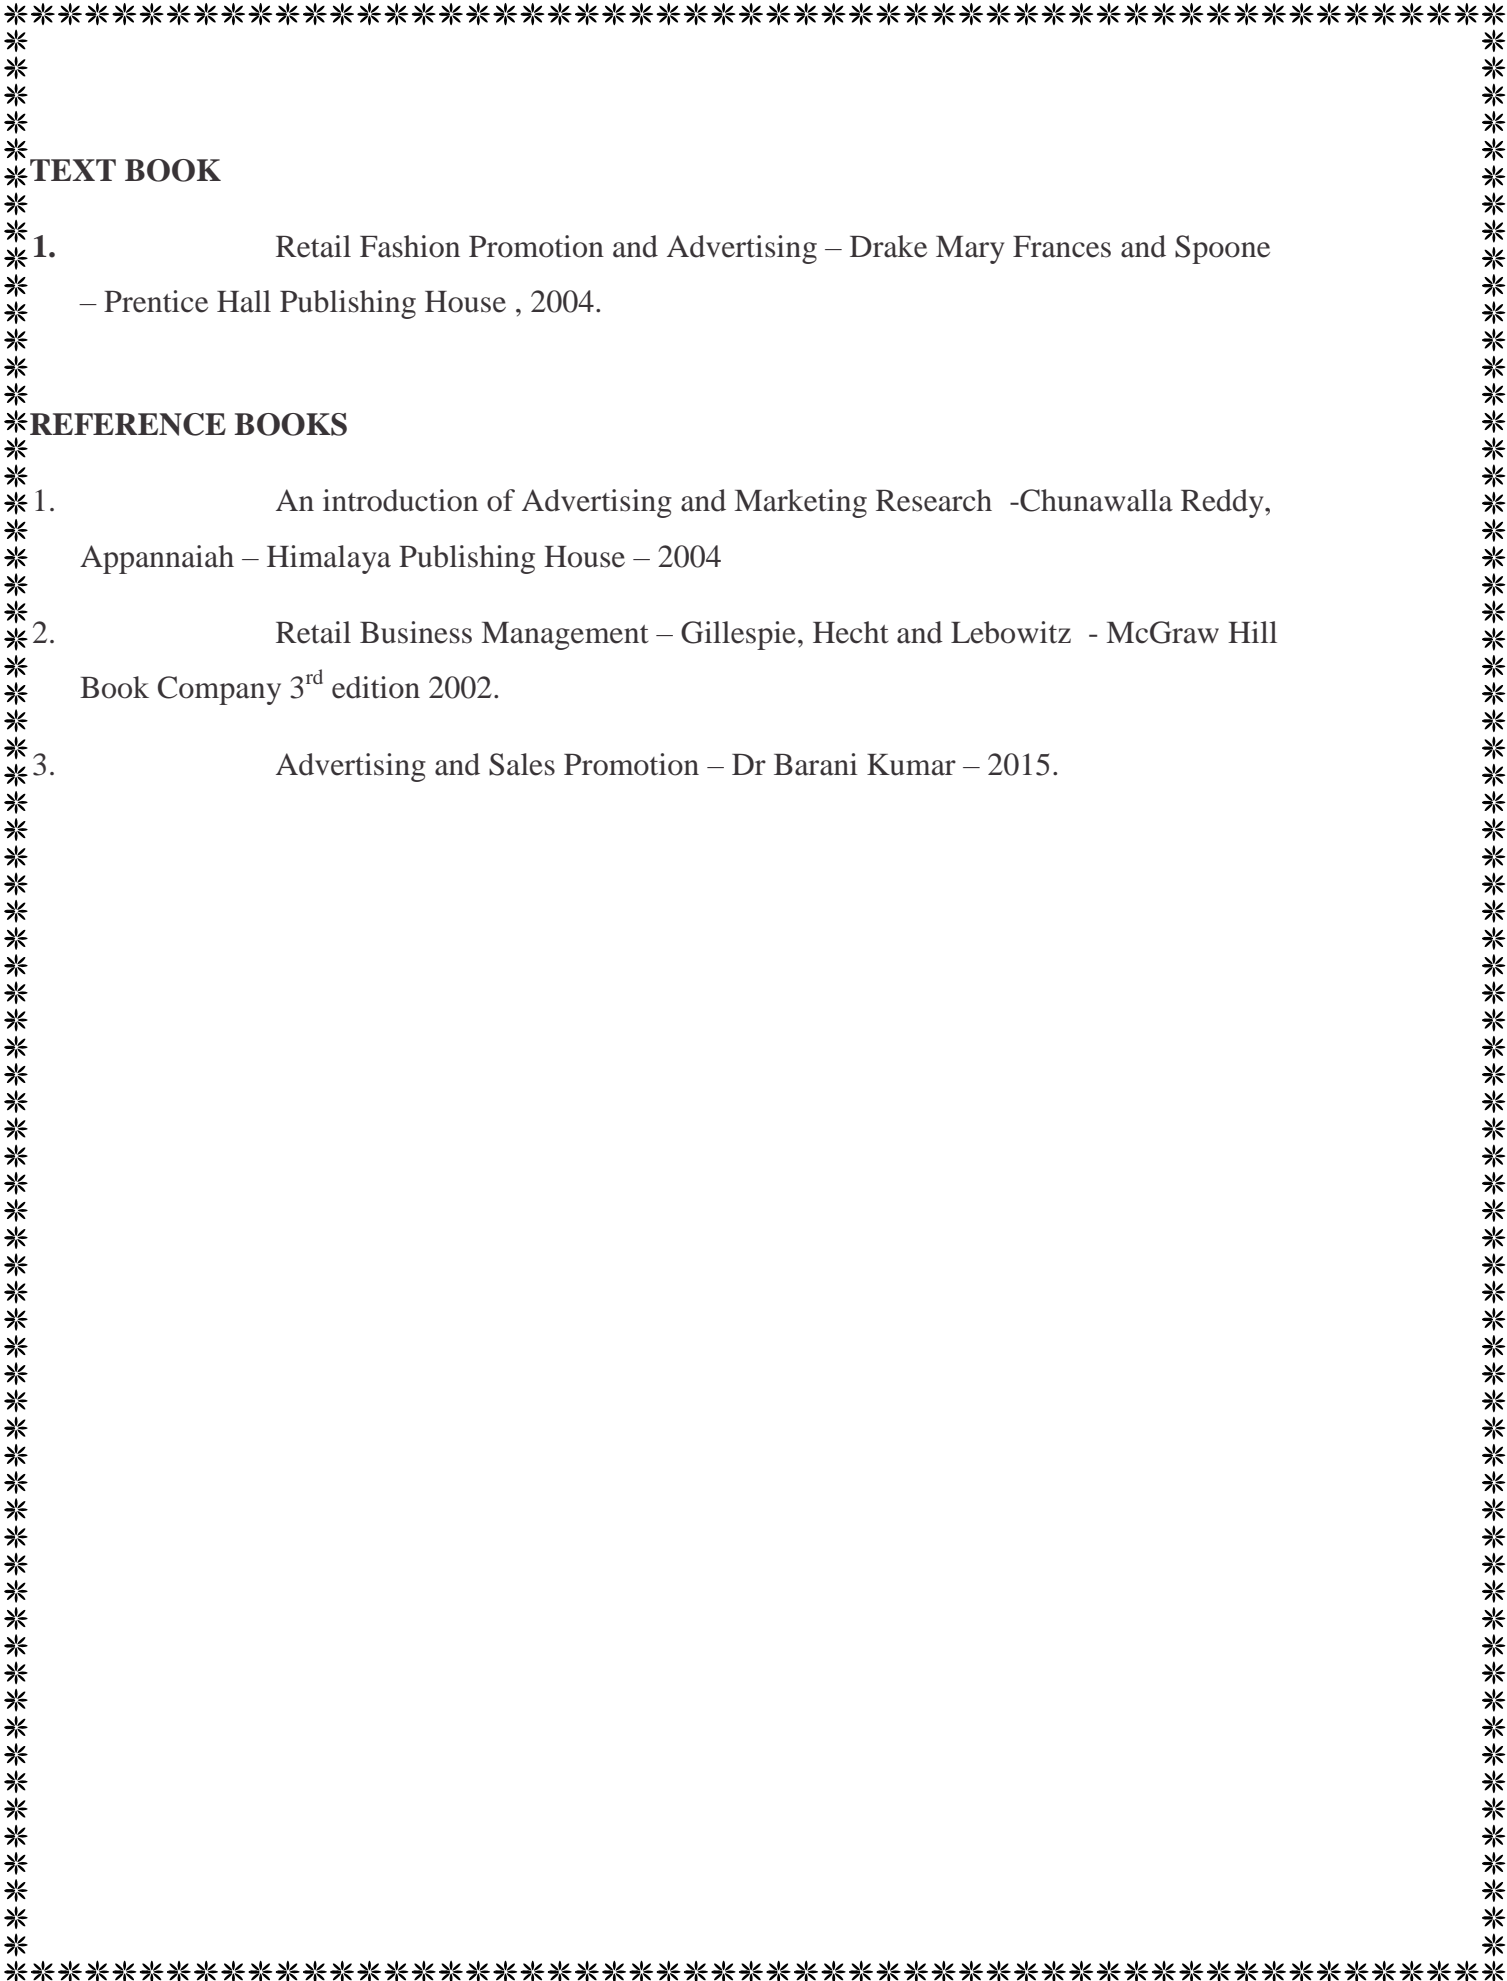 TEXT BOOK
1. Retail Fashion Promotion and Advertising – Drake Mary Frances and Spoone
– Prentice Hall Publishing House , 2004.
REFERENCE BOOKS
1. An introduction of Advertising and Marketing Research -Chunawalla Reddy,
Appannaiah – Himalaya Publishing House – 2004
2. Retail Business Management – Gillespie, Hecht and Lebowitz - McGraw Hill
Book Company 3rd edition 2002.
3. Advertising and Sales Promotion – Dr Barani Kumar – 2015.